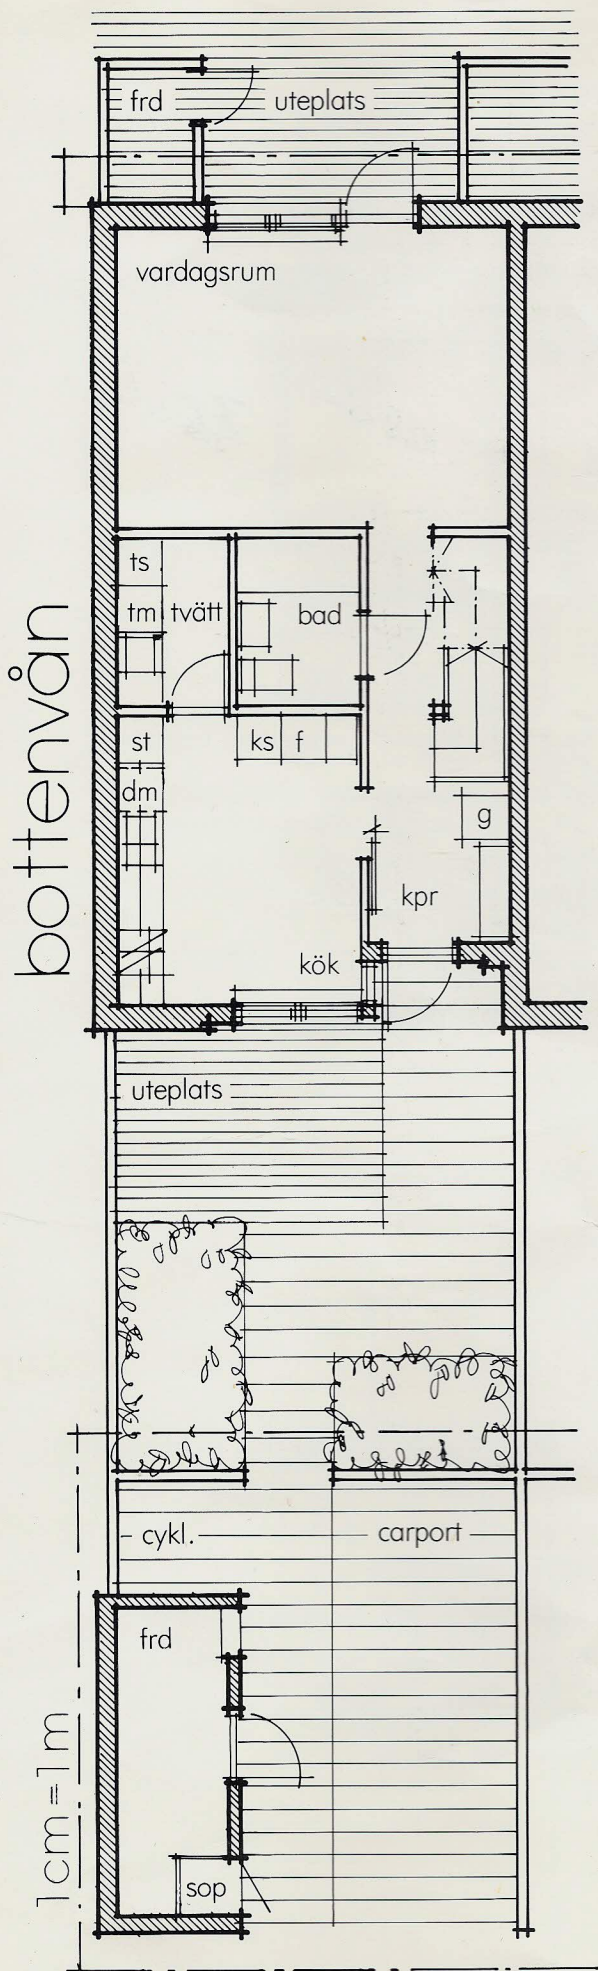 frd uteplats
vardagsrum
ts
tm tvätt bad
bottenvån
st ks f
dm
g
kpr
kök
uteplats
cykl. carport
frd
1cm=1m
sop